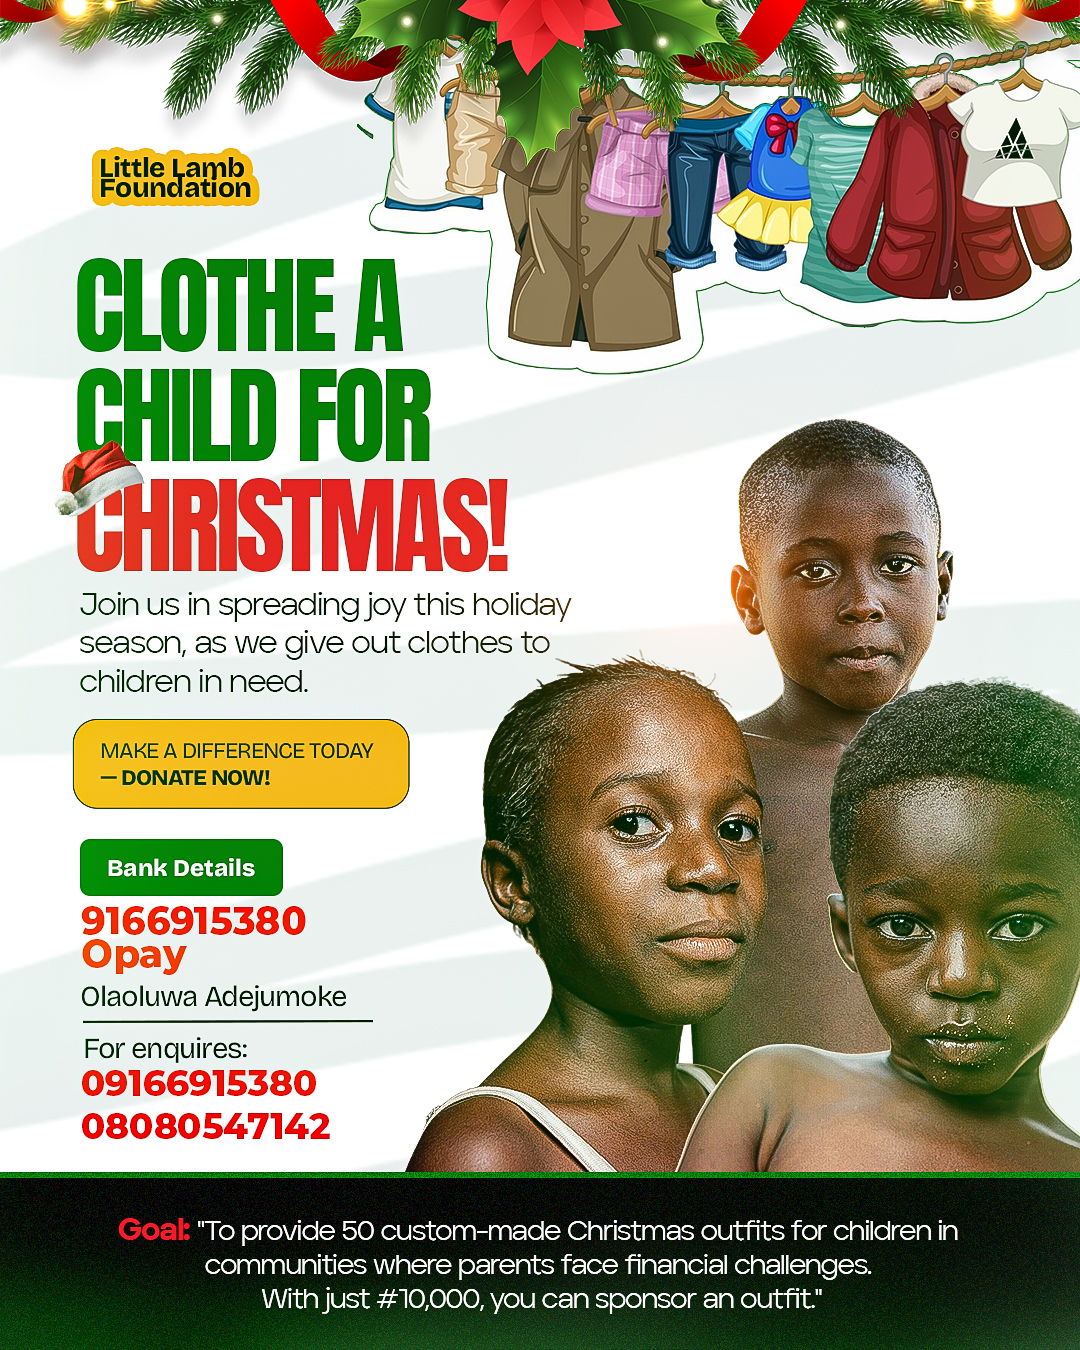 Little Lamb
Foundation
CLOTHE A
CHILD FOR
CHRISTMAS!
Join us in spreading joy this holiday
season, as we give out clothes to
children in need.
MAKE A DIFFERENCE TODAY
— DONATE NOW!
Bank Details
9166915380
Opay
Olaoluwa Adejumoke
For enquires:
09166915380
08080547142
Goal: "To provide 50 custom-made Christmas outfits for children in
communities where parents face financial challenges.
With just #10,000, you can sponsor an outfit."